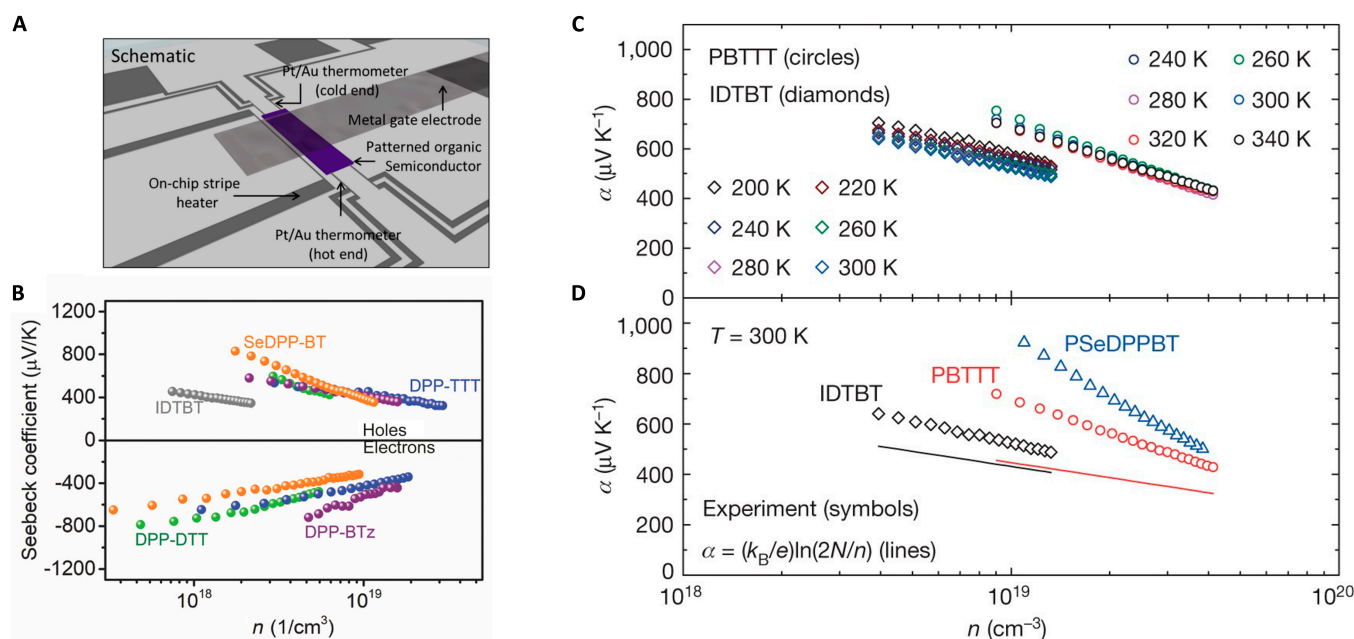 A
Schematic
Pt/Au thermometer
(cold end)
Metal gate electrode
Patterned organic
Semiconductor
On-chip stripe
heater
Pt/Au thermometer
(hot end)
B
Seebeck coefficient (μV/K)
1200
800
400
0
-400
-800
-1200
SeDPP-BT
DPP-TTT
IDTBT
Holes
Electrons
DPP-DTT
DPP-BTz
10^18
10^19
n (1/cm^3)
C
α (μV K^−1)
1,000
800
600
400
200
0
PBTTT (circles)
IDTBT (diamonds)
240 K
260 K
280 K
300 K
320 K
340 K
200 K
220 K
240 K
260 K
280 K
300 K
D
α (μV K^−1)
1,000
800
600
400
200
0
T = 300 K
PSeDPPBT
PBTTT
IDTBT
Experiment (symbols)
α = (k_B/e)ln(2N/n) (lines)
10^18
10^19
10^20
n (cm^−3)